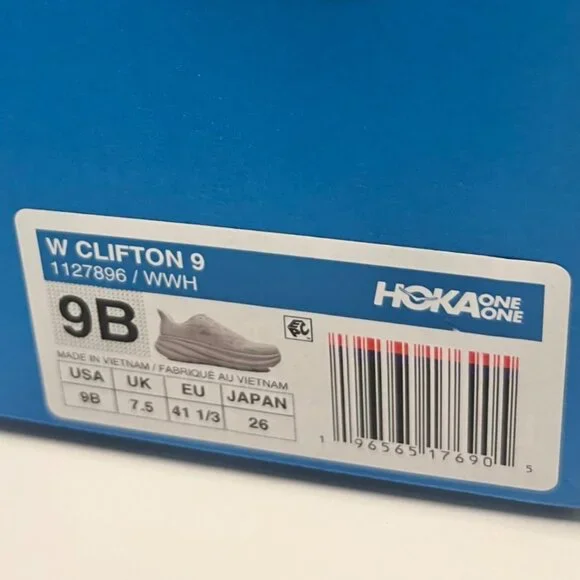 W CLIFTON 9
1127896 / WWH
HOKA ONE ONE
9B
MADE IN VIETNAM / FABRIQUE AU VIETNAM
USA UK EU JAPAN
9B 7.5 41 1/3 26
1 96565 17690 5